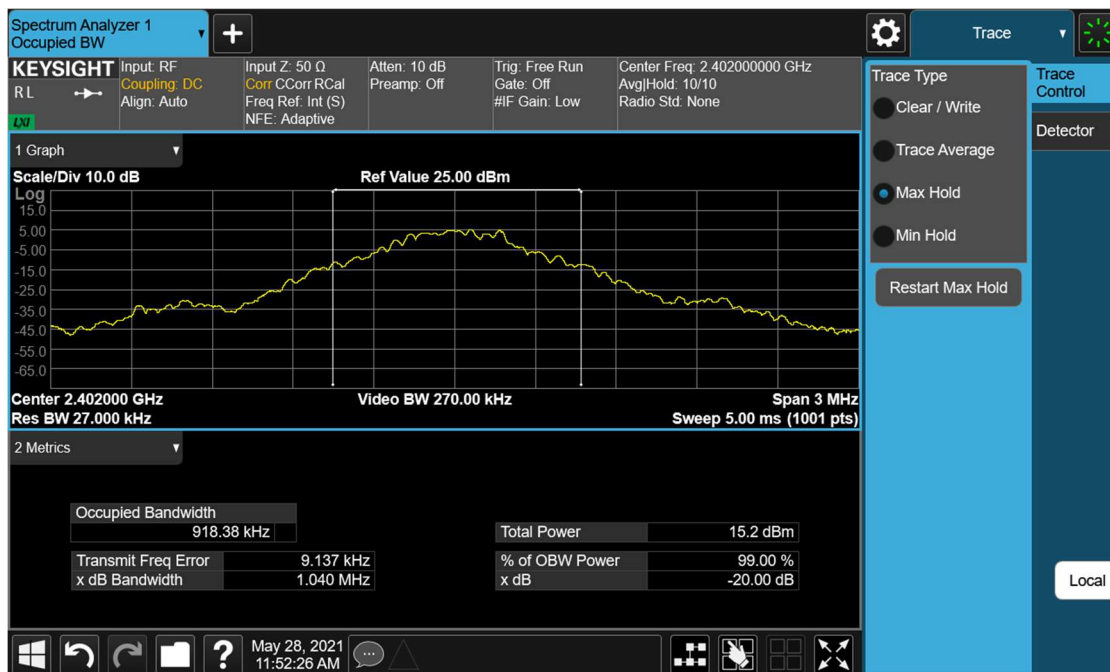 Spectrum Analyzer 1
Occupied BW
+
Trace
KEYSIGHT
R L
LXI
Input: RF
Coupling: DC
Align: Auto
Input Z: 50 Ω
Corr CCorr RCal
Freq Ref: Int (S)
NFE: Adaptive
Atten: 10 dB
Preamp: Off
Trig: Free Run
Gate: Off
#IF Gain: Low
Center Freq: 2.402000000 GHz
Avg|Hold: 10/10
Radio Std: None
Trace Type
Clear / Write
Trace Average
Max Hold
Min Hold
Restart Max Hold
Trace
Control
Detector
Local
1 Graph
Scale/Div 10.0 dB
Ref Value 25.00 dBm
Log
15.0
5.00
-5.00
-15.0
-25.0
-35.0
-45.0
-55.0
-65.0
Center 2.402000 GHz
Video BW 270.00 kHz
Span 3 MHz
Res BW 27.000 kHz
Sweep 5.00 ms (1001 pts)
2 Metrics
Occupied Bandwidth
918.38 kHz
Total Power 15.2 dBm
Transmit Freq Error 9.137 kHz
% of OBW Power 99.00 %
x dB Bandwidth 1.040 MHz
x dB -20.00 dB
?
May 28, 2021
11:52:26 AM